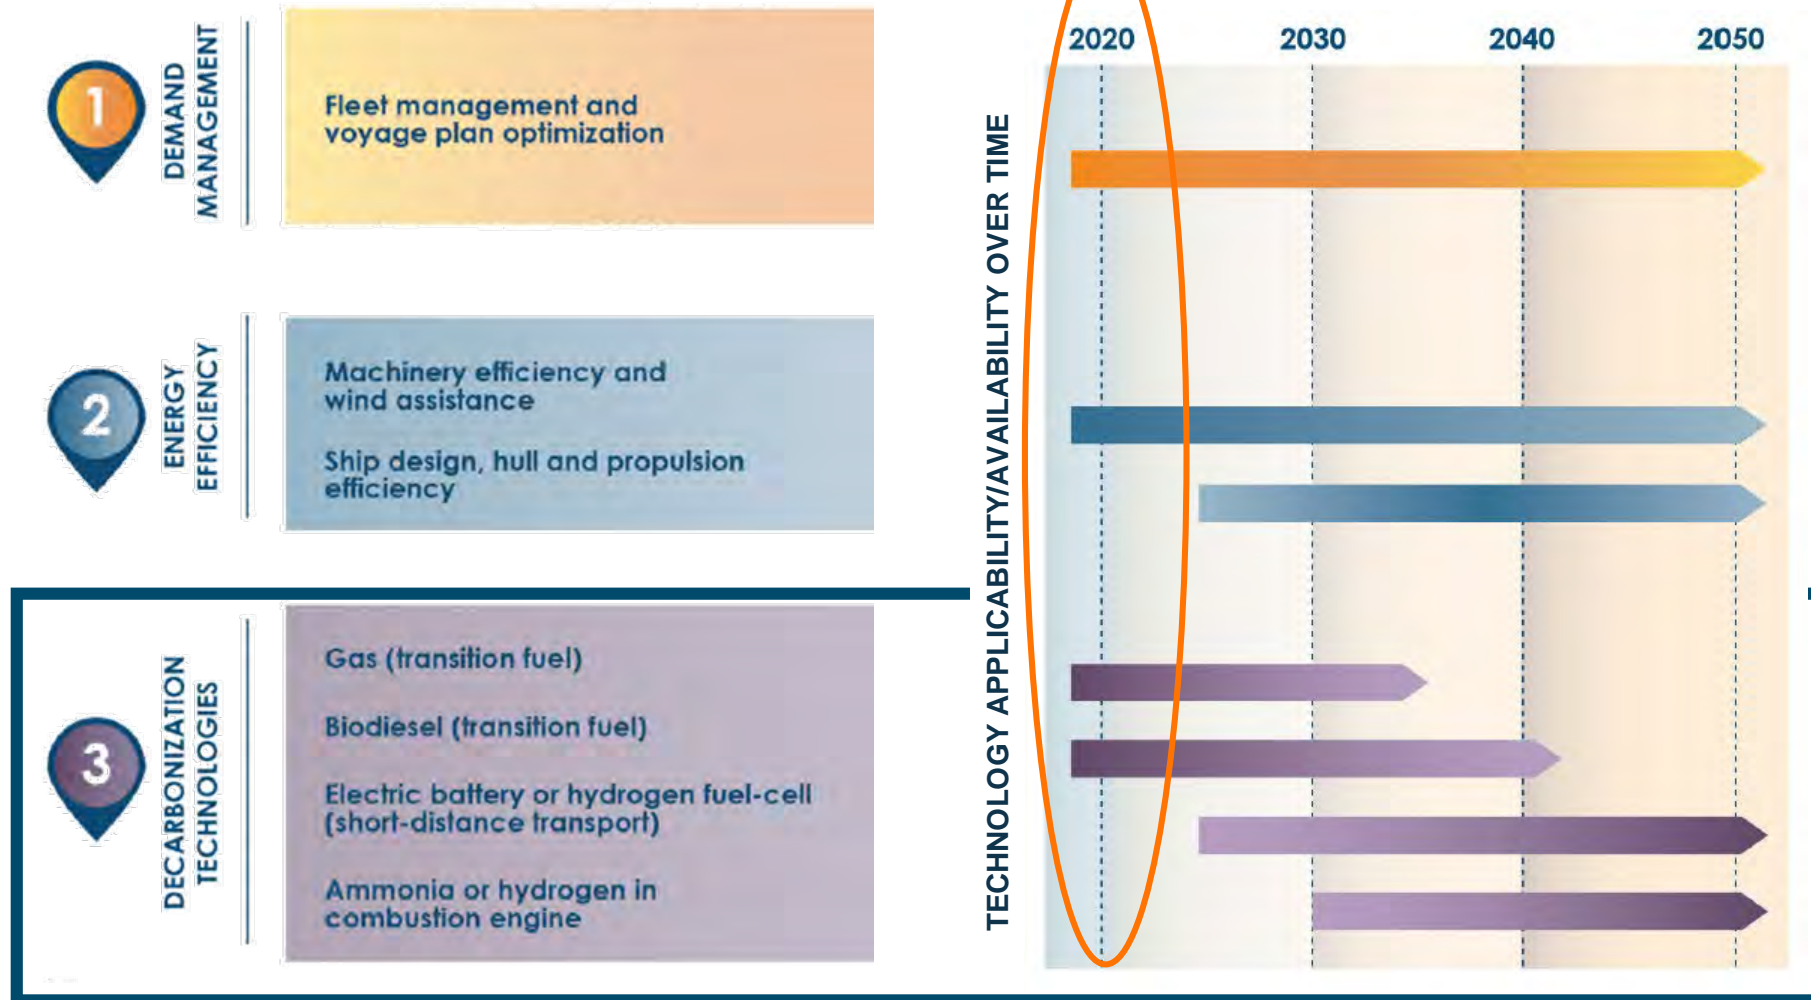 1
DEMAND
MANAGEMENT
Fleet management and
voyage plan optimization
2
ENERGY
EFFICIENCY
Machinery efficiency and
wind assistance
Ship design, hull and propulsion
efficiency
3
DECARBONIZATION
TECHNOLOGIES
Gas (transition fuel)
Biodiesel (transition fuel)
Electric battery or hydrogen fuel-cell
(short-distance transport)
Ammonia or hydrogen in
combustion engine
TECHNOLOGY APPLICABILITY/AVAILABILITY OVER TIME
2020 2030 2040 2050